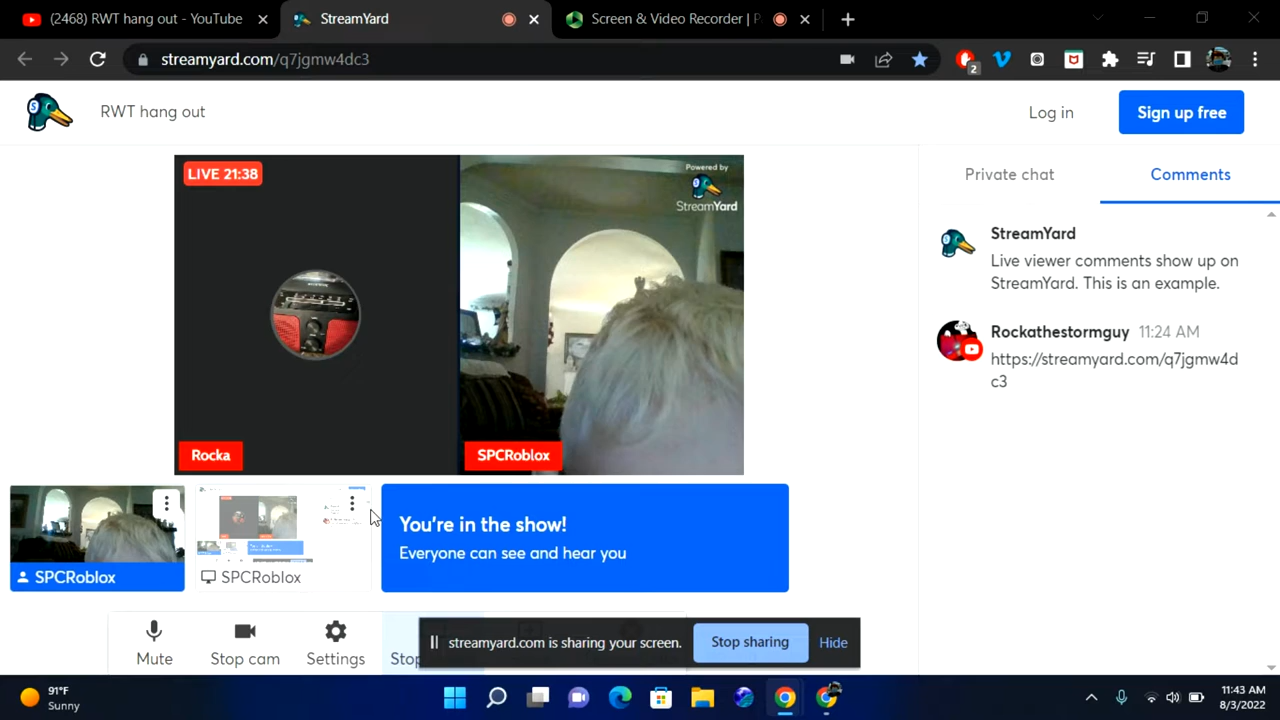 (2468) RWT hang out - YouTube
StreamYard
Screen & Video Recorder | P
streamyard.com/q7jgmw4dc3
2
RWT hang out
Log in
Sign up free
LIVE 21:38
Powered by
StreamYard
Rocka
SPCRoblox
Private chat
Comments
StreamYard
Live viewer comments show up on
StreamYard. This is an example.
Rockathestormguy 11:24 AM
https://streamyard.com/q7jgmw4d
c3
SPCRoblox
SPCRoblox
You're in the show!
Everyone can see and hear you
Mute
Stop cam
Settings
Stop
streamyard.com is sharing your screen.
Stop sharing
Hide
91°F
Sunny
11:43 AM
8/3/2022